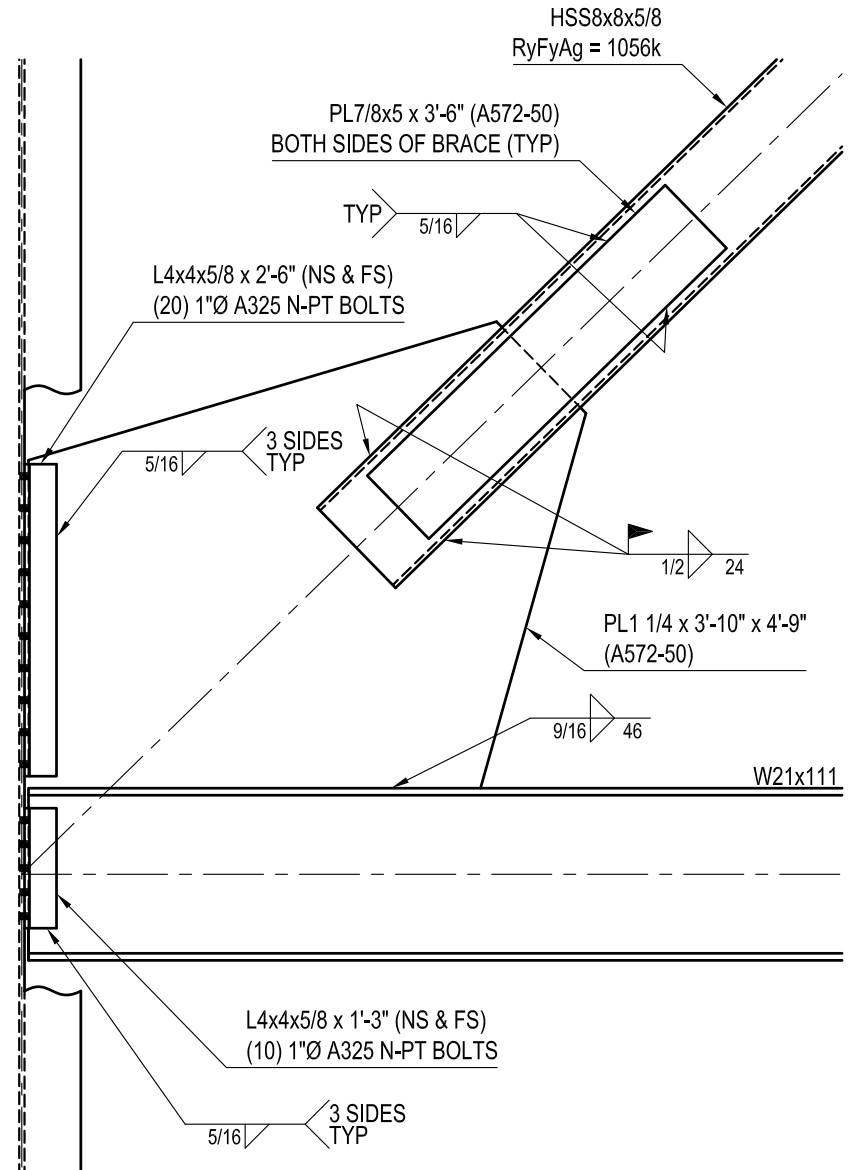 HSS8x8x5/8
RyFyAg = 1056k
PL7/8x5 x 3'-6" (A572-50)
BOTH SIDES OF BRACE (TYP)
TYP
5/16
L4x4x5/8 x 2'-6" (NS & FS)
(20) 1"Ø A325 N-PT BOLTS
5/16
3 SIDES
TYP
1/2
24
PL1 1/4 x 3'-10" x 4'-9"
(A572-50)
9/16
46
W21x111
L4x4x5/8 x 1'-3" (NS & FS)
(10) 1"Ø A325 N-PT BOLTS
5/16
3 SIDES
TYP